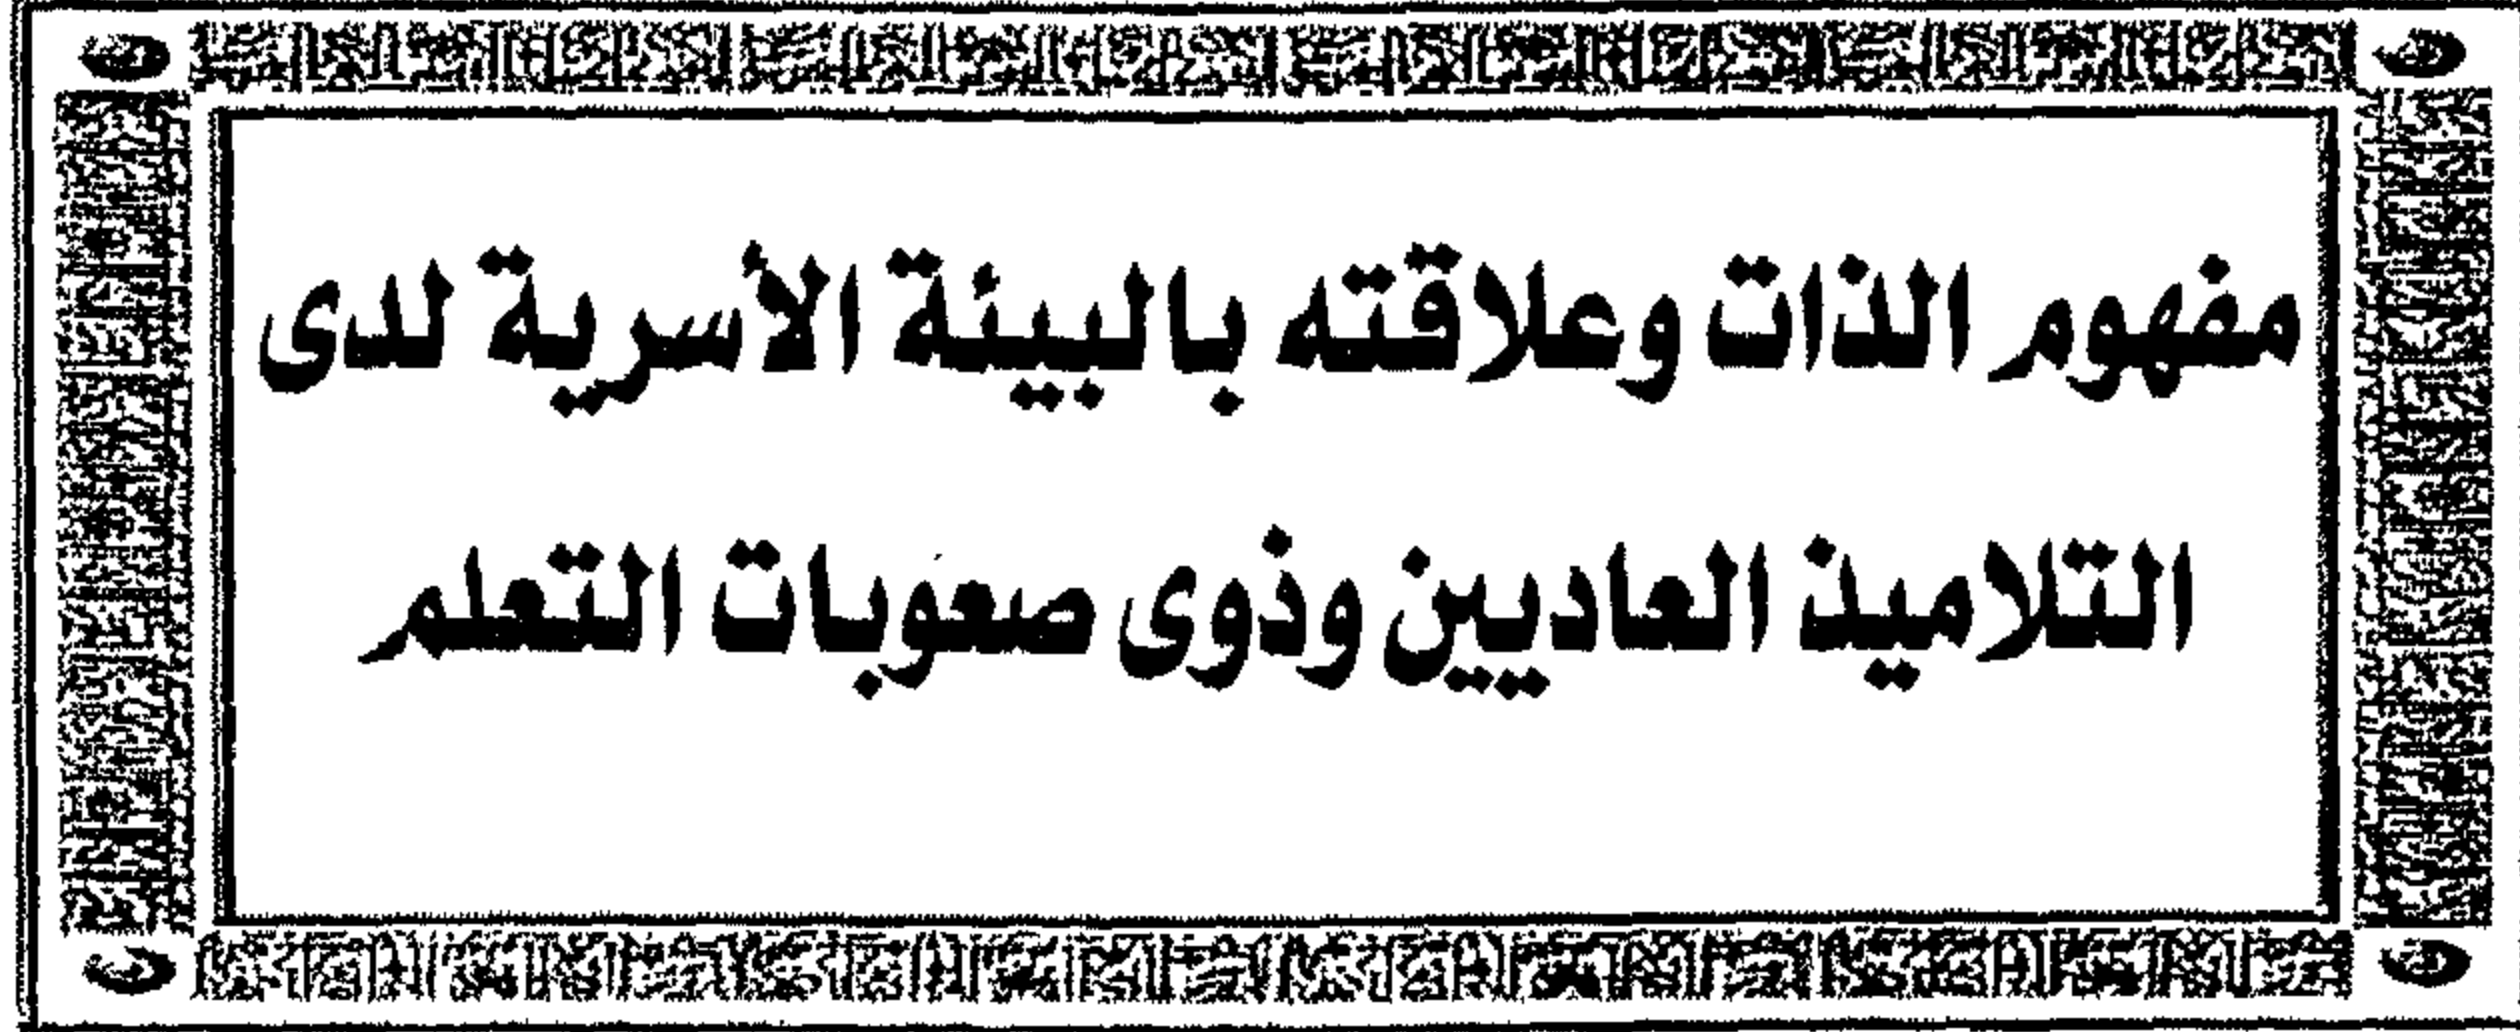 مفهوم الذات وعلاقته بالبيئة الأسرية لدى
التلاميذ العاديين وذوى صعوبات التعلم